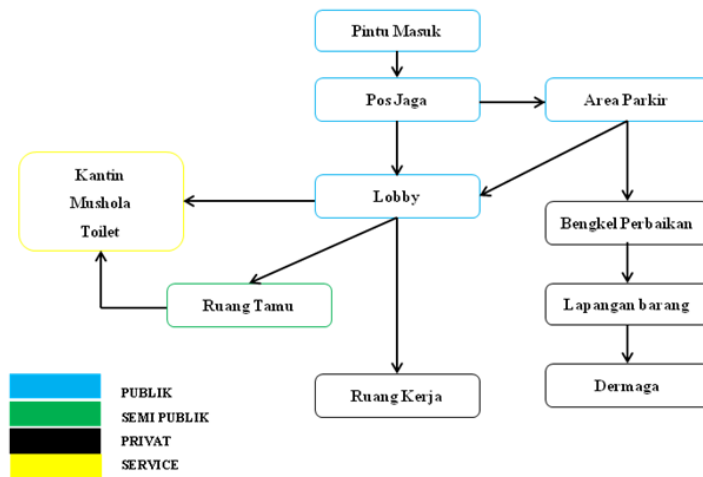 Pintu Masuk
Pos Jaga
Area Parkir
Kantin
Mushola
Toilet
Lobby
Bengkel Perbaikan
Ruang Tamu
Lapangan barang
Ruang Kerja
Dermaga
PUBLIK
SEMI PUBLIK
PRIVAT
SERVICE